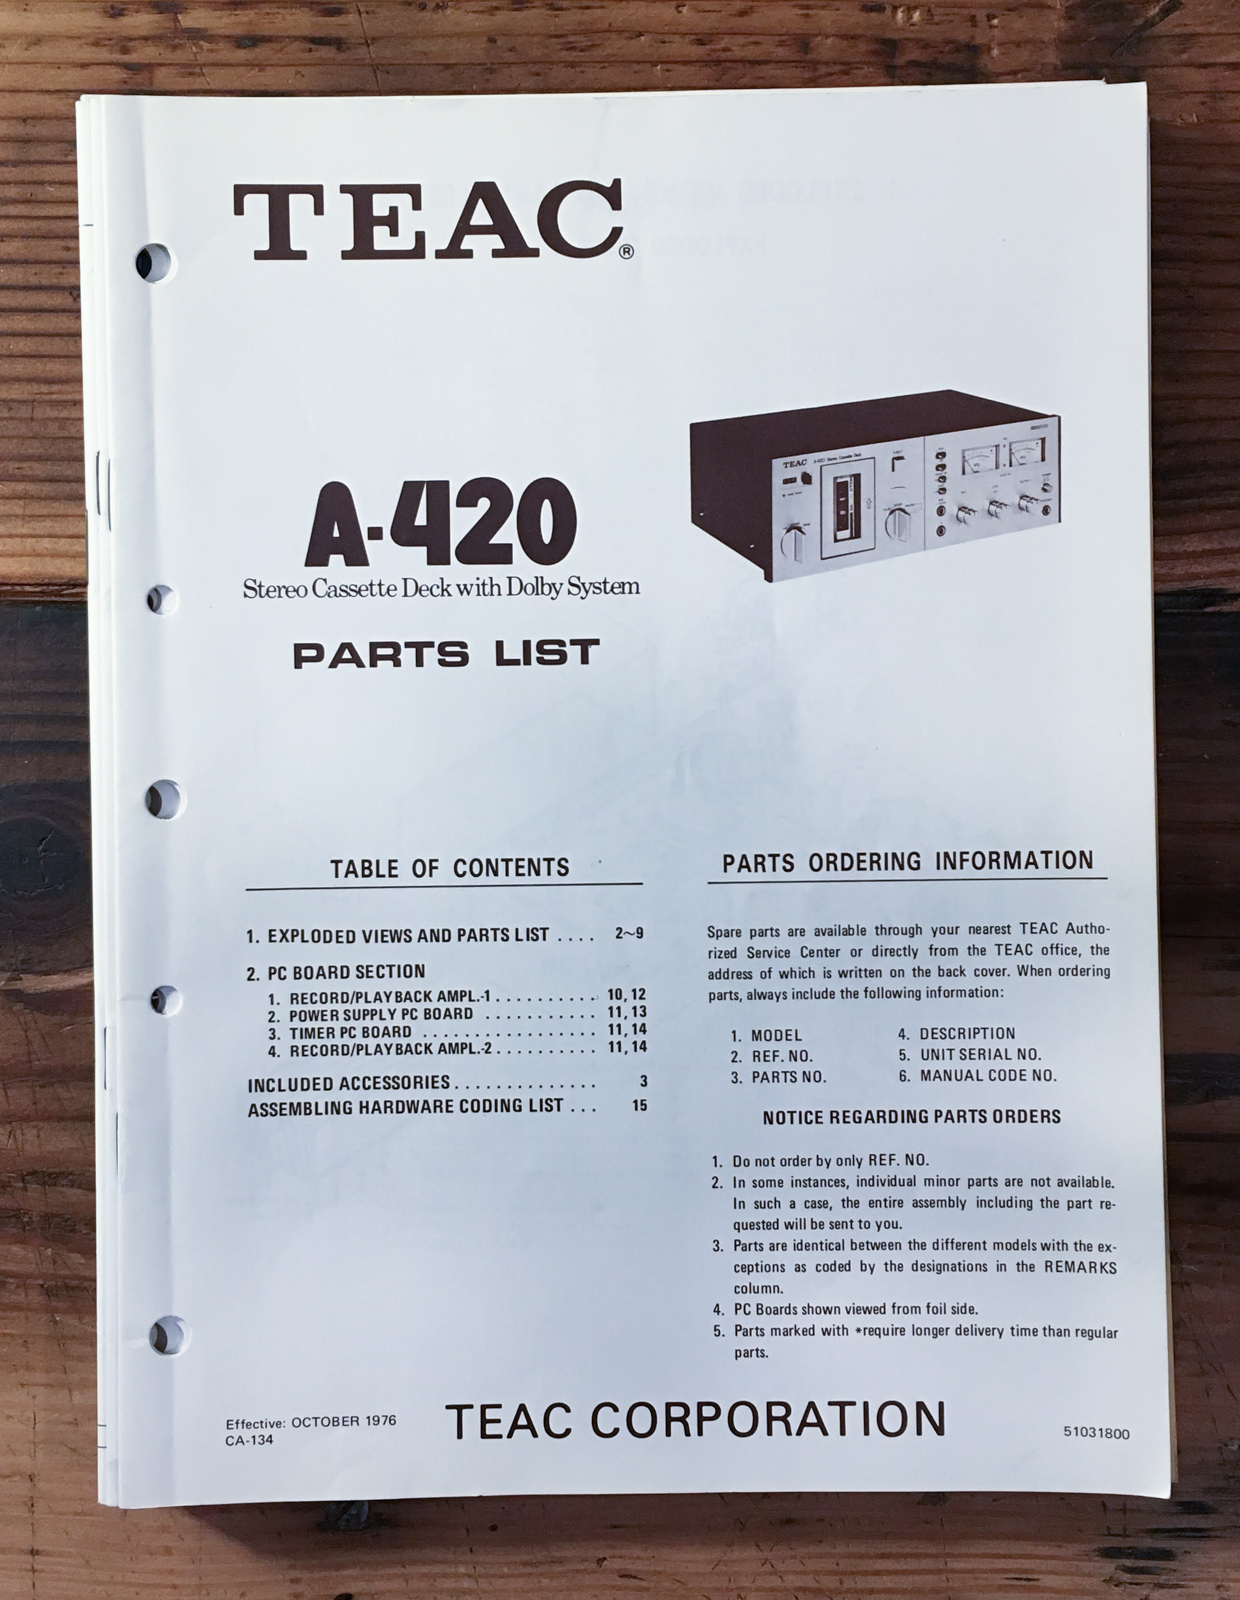 TEAC®
TEAC A-420 Stereo Cassette Deck
A-420
Stereo Cassette Deck with Dolby System
PARTS LIST
TABLE OF CONTENTS
1. EXPLODED VIEWS AND PARTS LIST .... 2~9
2. PC BOARD SECTION
1. RECORD/PLAYBACK AMPL.-1 .......... 10, 12
2. POWER SUPPLY PC BOARD ........... 11, 13
3. TIMER PC BOARD ................. 11, 14
4. RECORD/PLAYBACK AMPL.-2 .......... 11, 14
INCLUDED ACCESSORIES .............. 3
ASSEMBLING HARDWARE CODING LIST ... 15
PARTS ORDERING INFORMATION
Spare parts are available through your nearest TEAC Autho-
rized Service Center or directly from the TEAC office, the
address of which is written on the back cover. When ordering
parts, always include the following information:
1. MODEL
2. REF. NO.
3. PARTS NO.
4. DESCRIPTION
5. UNIT SERIAL NO.
6. MANUAL CODE NO.
NOTICE REGARDING PARTS ORDERS
1. Do not order by only REF. NO.
2. In some instances, individual minor parts are not available.
In such a case, the entire assembly including the part re-
quested will be sent to you.
3. Parts are identical between the different models with the ex-
ceptions as coded by the designations in the REMARKS
column.
4. PC Boards shown viewed from foil side.
5. Parts marked with *require longer delivery time than regular
parts.
Effective: OCTOBER 1976
CA-134
TEAC CORPORATION
51031800